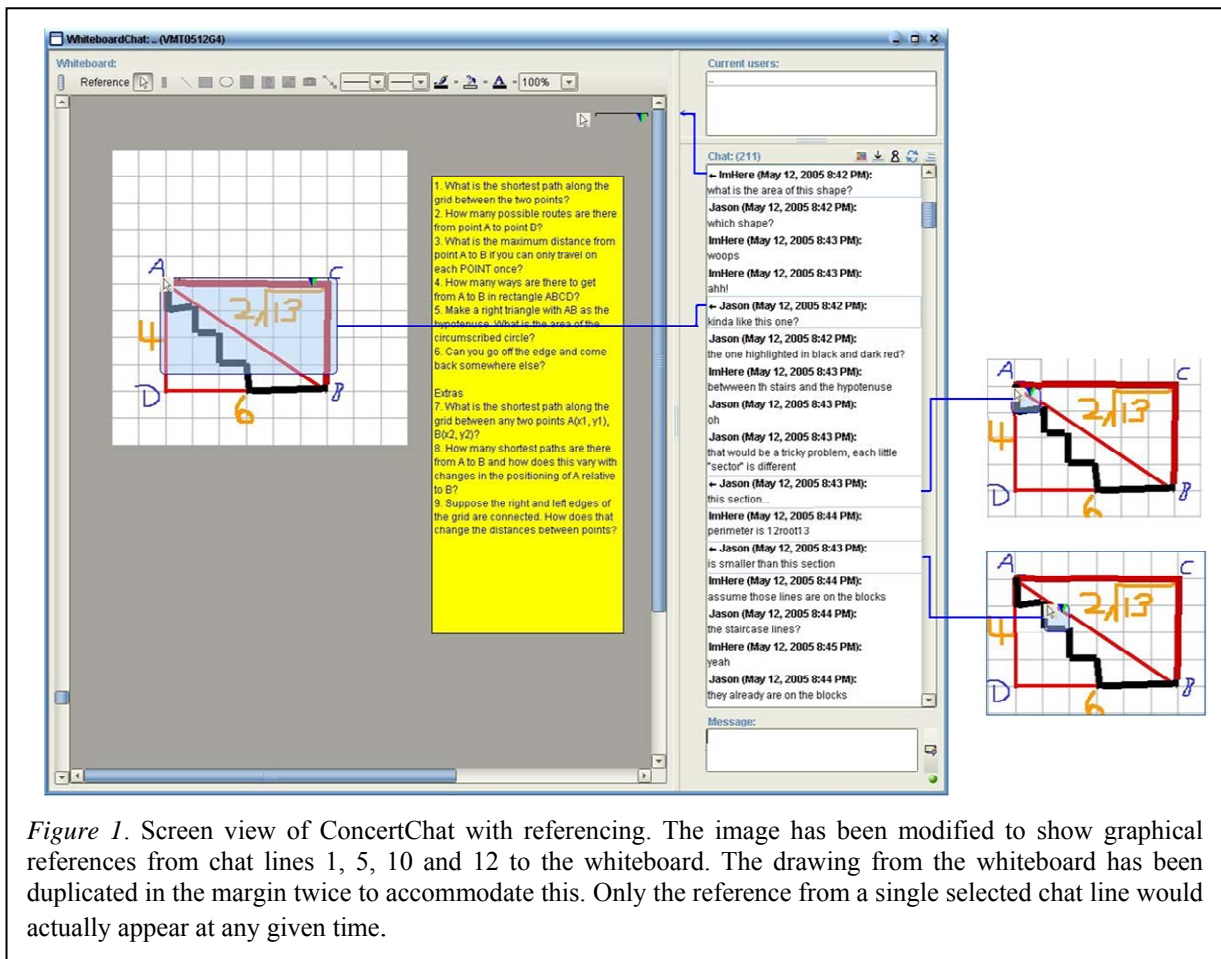 WhiteboardChat: .. (VMT0512G4)
Whiteboard:
Reference
100%
A
C
2√13
4
D
6
B
1. What is the shortest path along the
grid between the two points?
2. How many possible routes are there
from point A to point B?
3. What is the maximum distance from
point A to B if you can only travel on
each POINT once?
4. How many ways are there to get
from A to B in rectangle ABCD?
5. Make a right triangle with AB as the
hypotenuse. What is the area of the
circumscribed circle?
6. Can you go off the edge and come
back somewhere else?
Extras
7. What is the shortest path along the
grid between any two points A(x1, y1),
B(x2, y2)?
8. How many shortest paths are there
from A to B and how does this vary with
changes in the positioning of A relative
to B?
9. Suppose the right and left edges of
the grid are connected. How does that
change the distances between points?
Current users:
..
Chat: (211)
← ImHere (May 12, 2005 8:42 PM):
what is the area of this shape?
Jason (May 12, 2005 8:42 PM):
which shape?
ImHere (May 12, 2005 8:43 PM):
woops
ImHere (May 12, 2005 8:43 PM):
ahh!
← Jason (May 12, 2005 8:42 PM):
kinda like this one?
Jason (May 12, 2005 8:42 PM):
the one highlighted in black and dark red?
ImHere (May 12, 2005 8:43 PM):
betwween th stairs and the hypotenuse
Jason (May 12, 2005 8:43 PM):
oh
Jason (May 12, 2005 8:43 PM):
that would be a tricky problem, each little
"sector" is different
← Jason (May 12, 2005 8:43 PM):
this section...
ImHere (May 12, 2005 8:44 PM):
perimeter is 12root13
← Jason (May 12, 2005 8:43 PM):
is smaller than this section
ImHere (May 12, 2005 8:44 PM):
assume those lines are on the blocks
Jason (May 12, 2005 8:44 PM):
the staircase lines?
ImHere (May 12, 2005 8:45 PM):
yeah
Jason (May 12, 2005 8:44 PM):
they already are on the blocks
Message:
A
C
2√13
4
D
6
B
A
C
2√13
4
D
6
B
Figure 1. Screen view of ConcertChat with referencing. The image has been modified to show graphical
references from chat lines 1, 5, 10 and 12 to the whiteboard. The drawing from the whiteboard has been
duplicated in the margin twice to accommodate this. Only the reference from a single selected chat line would
actually appear at any given time.